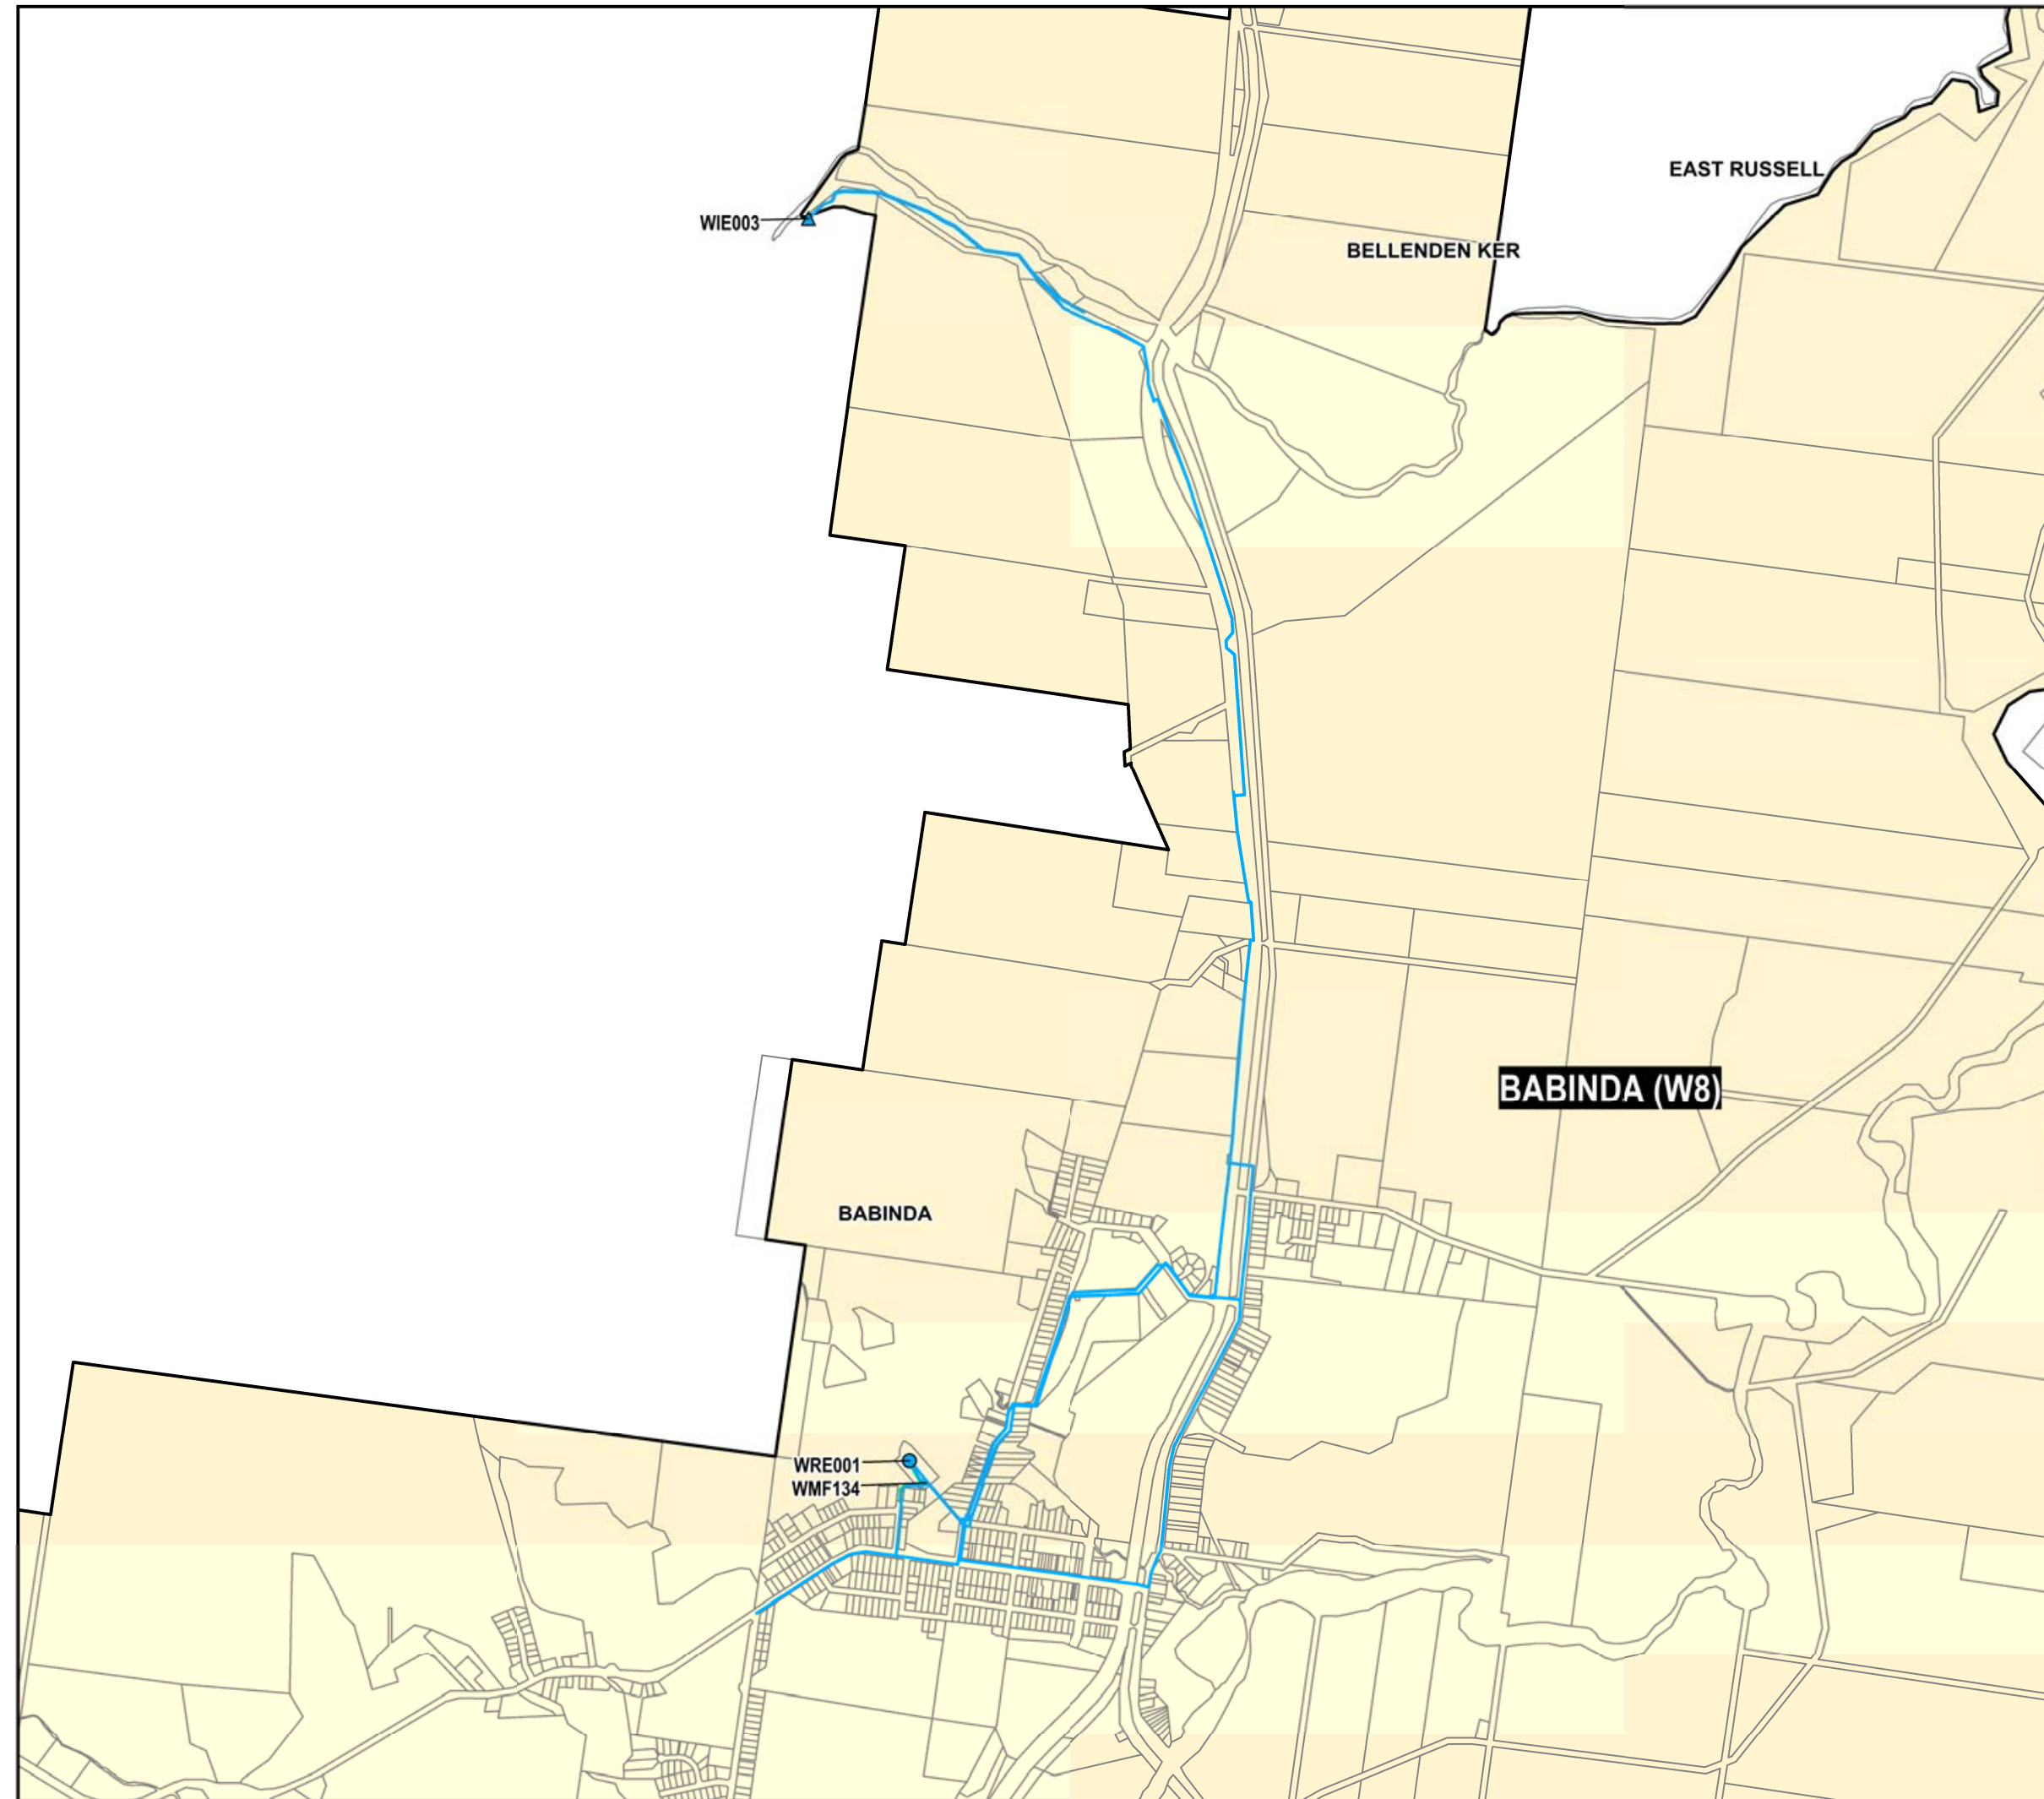 EAST RUSSELL
WIE003
BELLENDEN KER
BABINDA (W8)
BABINDA
WRE001
WMF134